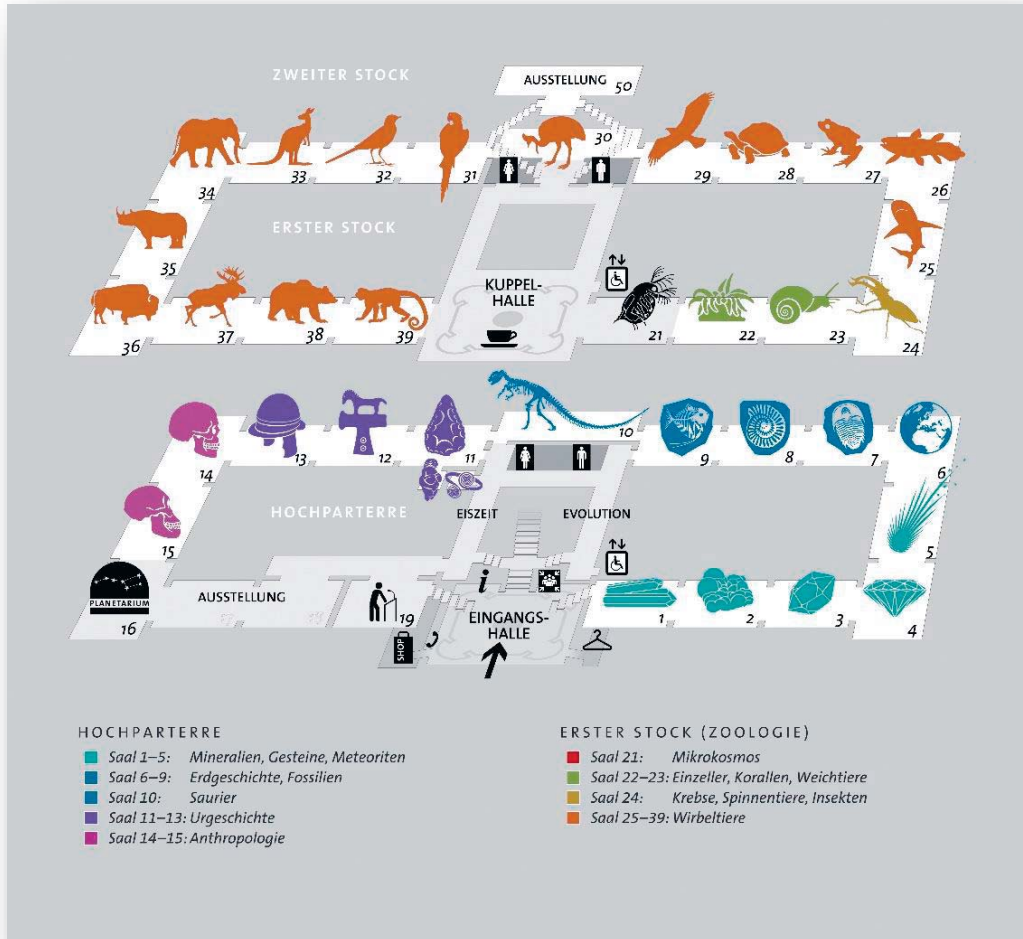 ZWEITER STOCK
AUSSTELLUNG 50
30
33
32
31
29
28
27
26
34
ERSTER STOCK
35
25
KUPPEL-
HALLE
36
37
38
39
21
22
23
24
10
14
13
12
11
9
8
7
6
HOCHPARTERRE
EISZEIT
EVOLUTION
15
5
PLANETARIUM
AUSSTELLUNG
i
16
19
EINGANGS-
HALLE
SHOP
1
2
3
4
HOCHPARTERRE
Saal 1–5: Mineralien, Gesteine, Meteoriten
Saal 6–9: Erdgeschichte, Fossilien
Saal 10: Saurier
Saal 11–13: Urgeschichte
Saal 14–15: Anthropologie
ERSTER STOCK (ZOOLOGIE)
Saal 21: Mikrokosmos
Saal 22–23: Einzeller, Korallen, Weichtiere
Saal 24: Krebse, Spinnentiere, Insekten
Saal 25–39: Wirbeltiere